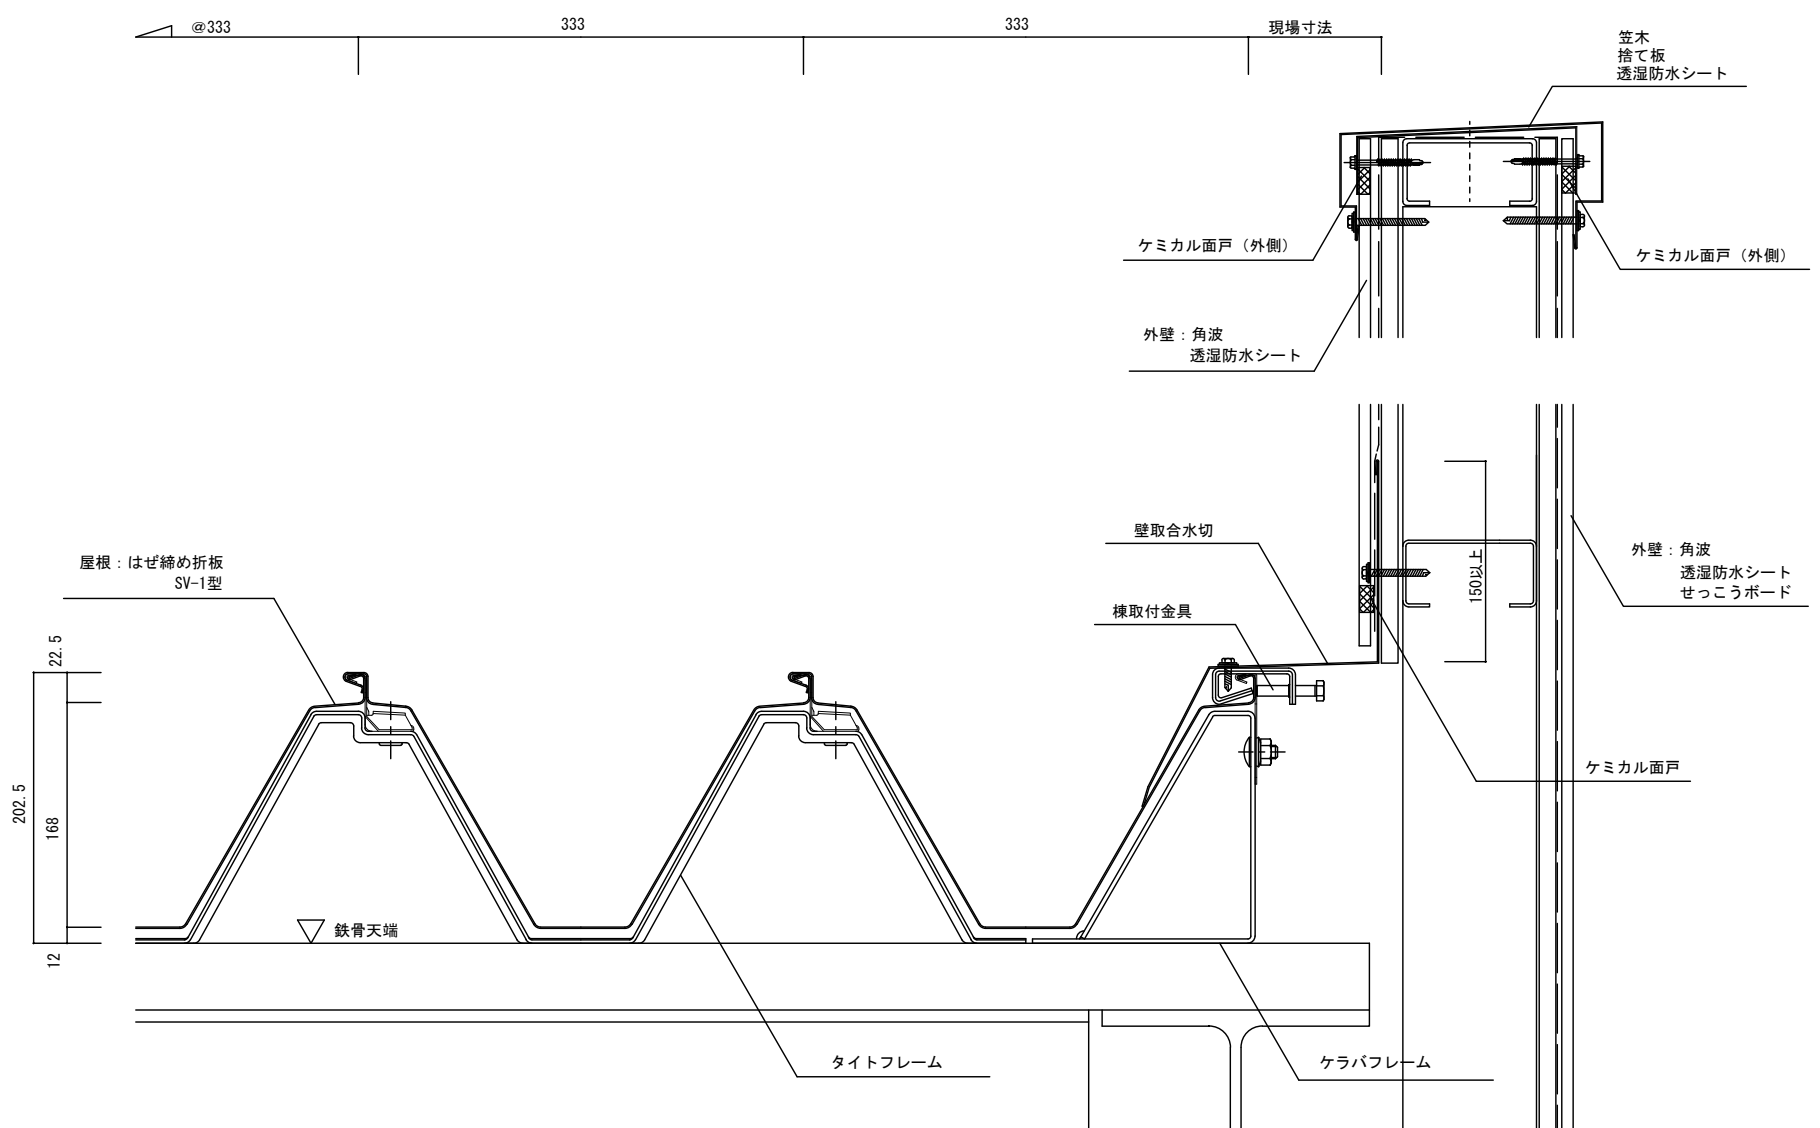 @333
333
333
現場寸法
笠木
捨て板
透湿防水シート
ケミカル面戸（外側）
ケミカル面戸（外側）
外壁：角波
透湿防水シート
壁取合水切
外壁：角波
透湿防水シート
せっこうボード
150以上
屋根：はぜ締め折板
SV-1型
棟取付金具
22.5
202.5
168
12
ケミカル面戸
鉄骨天端
タイトフレーム
ケラバフレーム